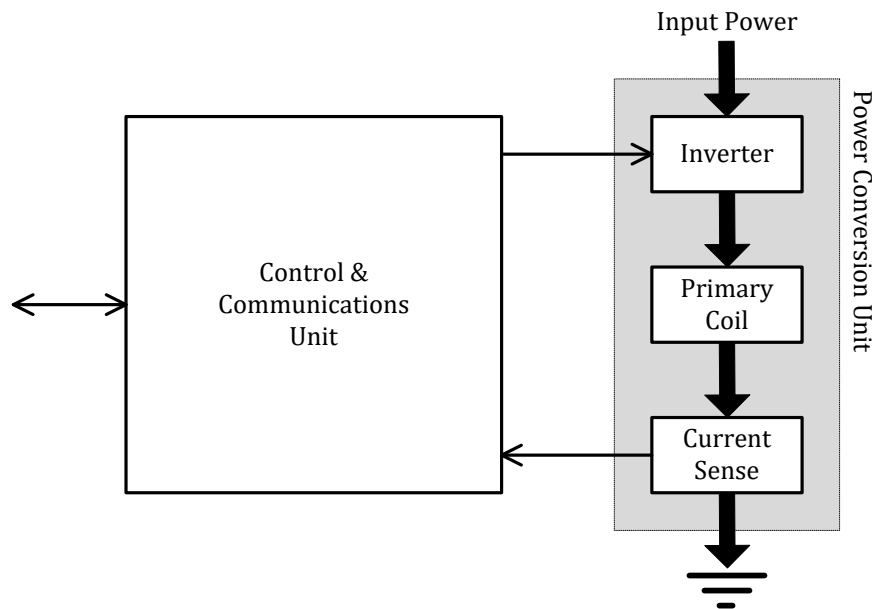 Input Power
Inverter
Control &
Communications
Unit
Primary
Coil
Current
Sense
Power Conversion Unit